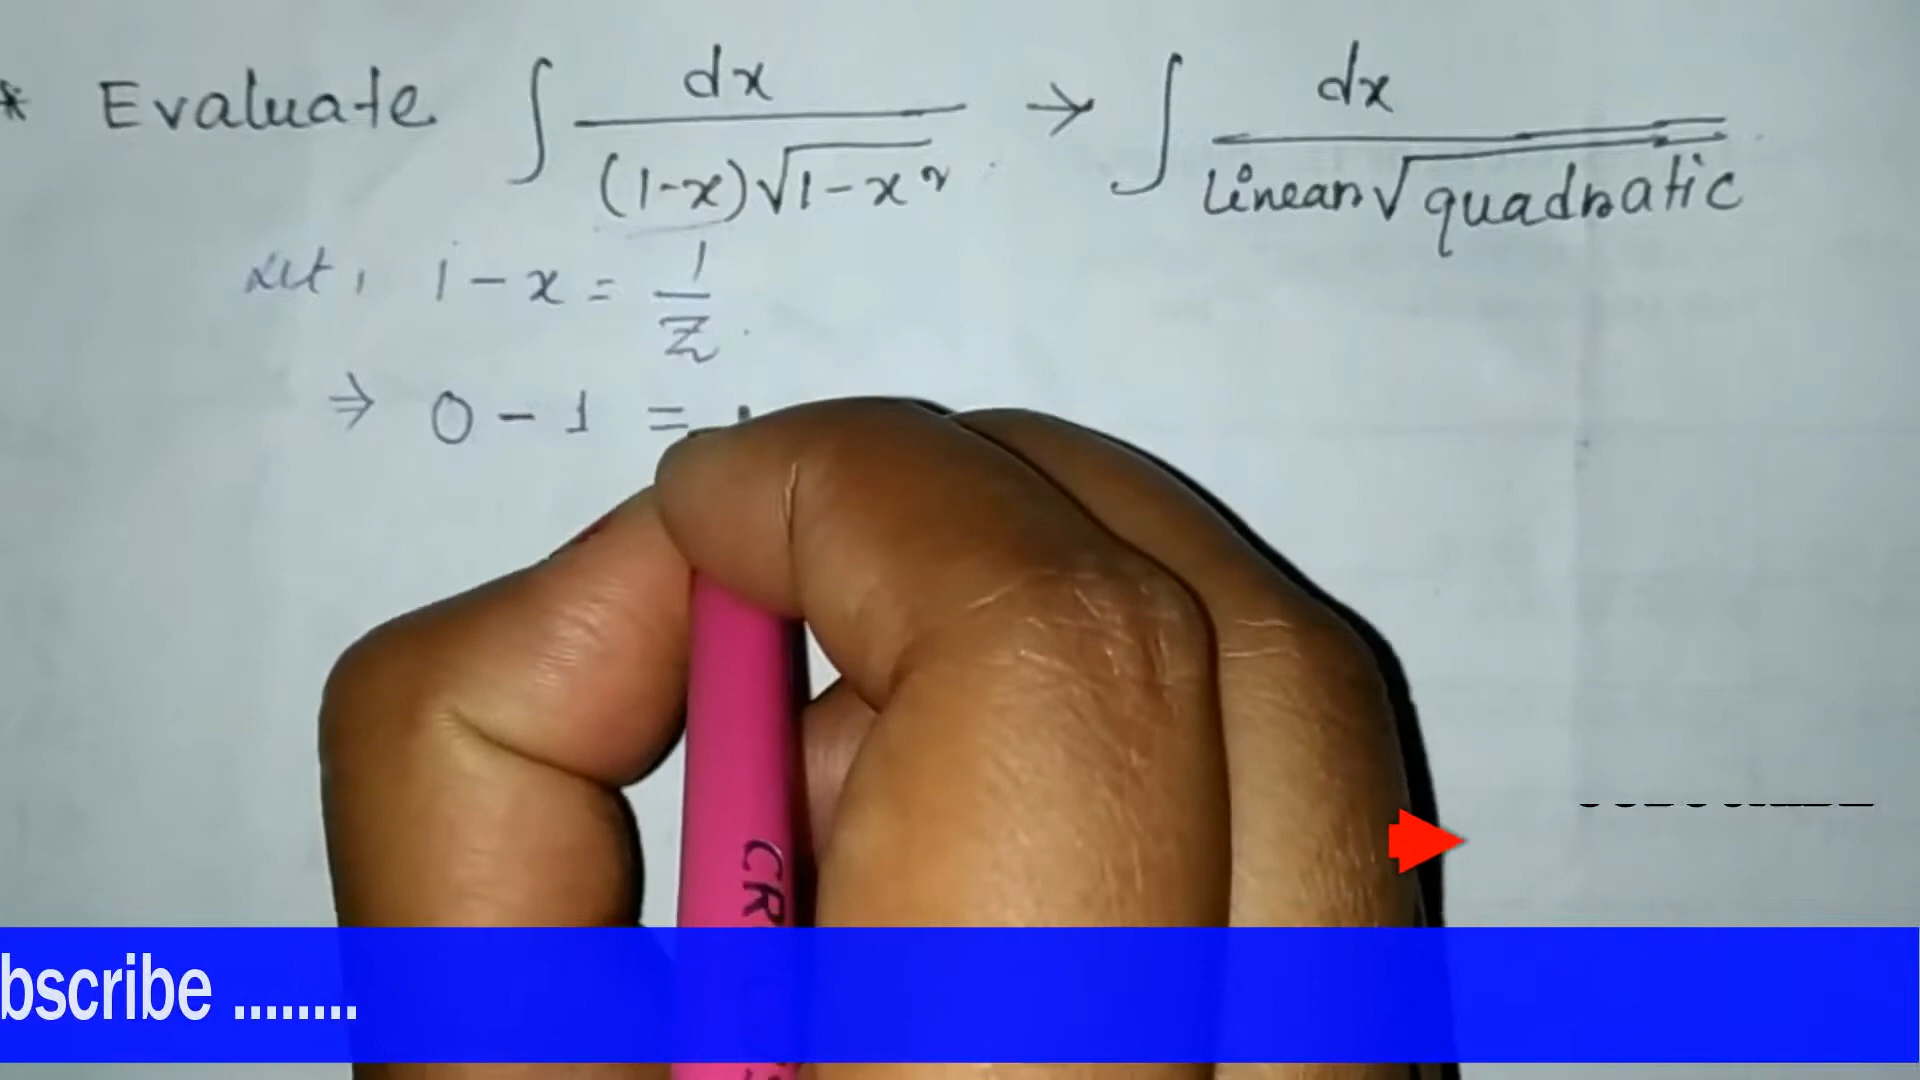 * Evaluate ∫ dx / (1-x)√1-x² → ∫ dx / Linear√quadratic
Let, 1-x = 1/z
⇒ 0-1 =
CR
bscribe ........